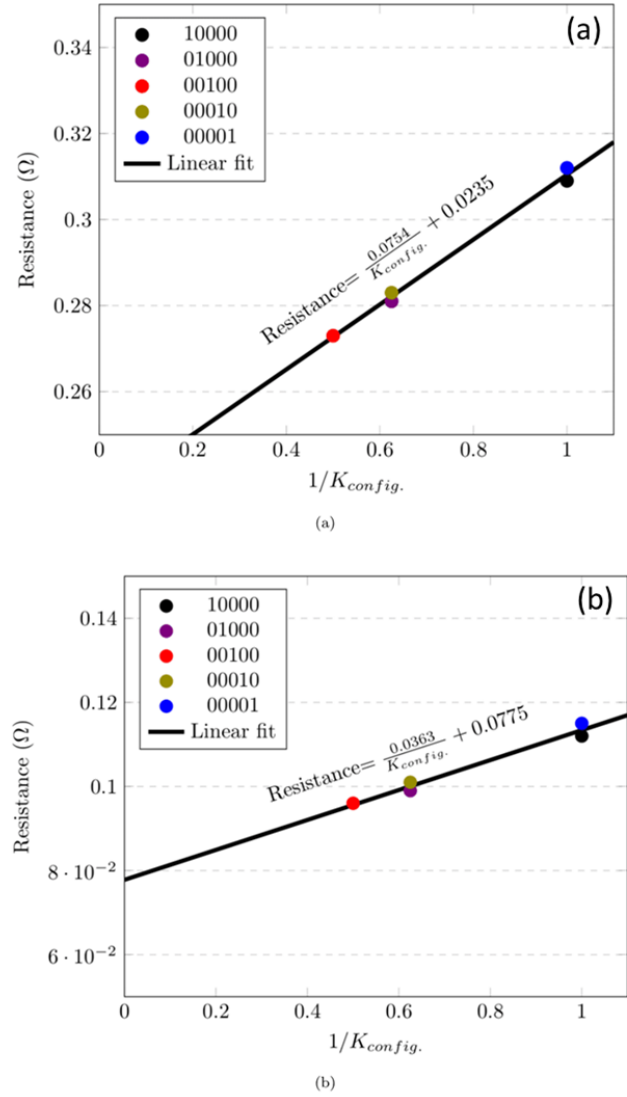 (a)
10000
01000
00100
00010
00001
Linear fit
Resistance= 0.0754/K_config. + 0.0235
Resistance (Ω)
0.34
0.32
0.3
0.28
0.26
0 0.2 0.4 0.6 0.8 1
1/K_config.
(a)
(b)
10000
01000
00100
00010
00001
Linear fit
Resistance= 0.0363/K_config. + 0.0775
Resistance (Ω)
0.14
0.12
0.1
8 · 10^-2
6 · 10^-2
0 0.2 0.4 0.6 0.8 1
1/K_config.
(b)